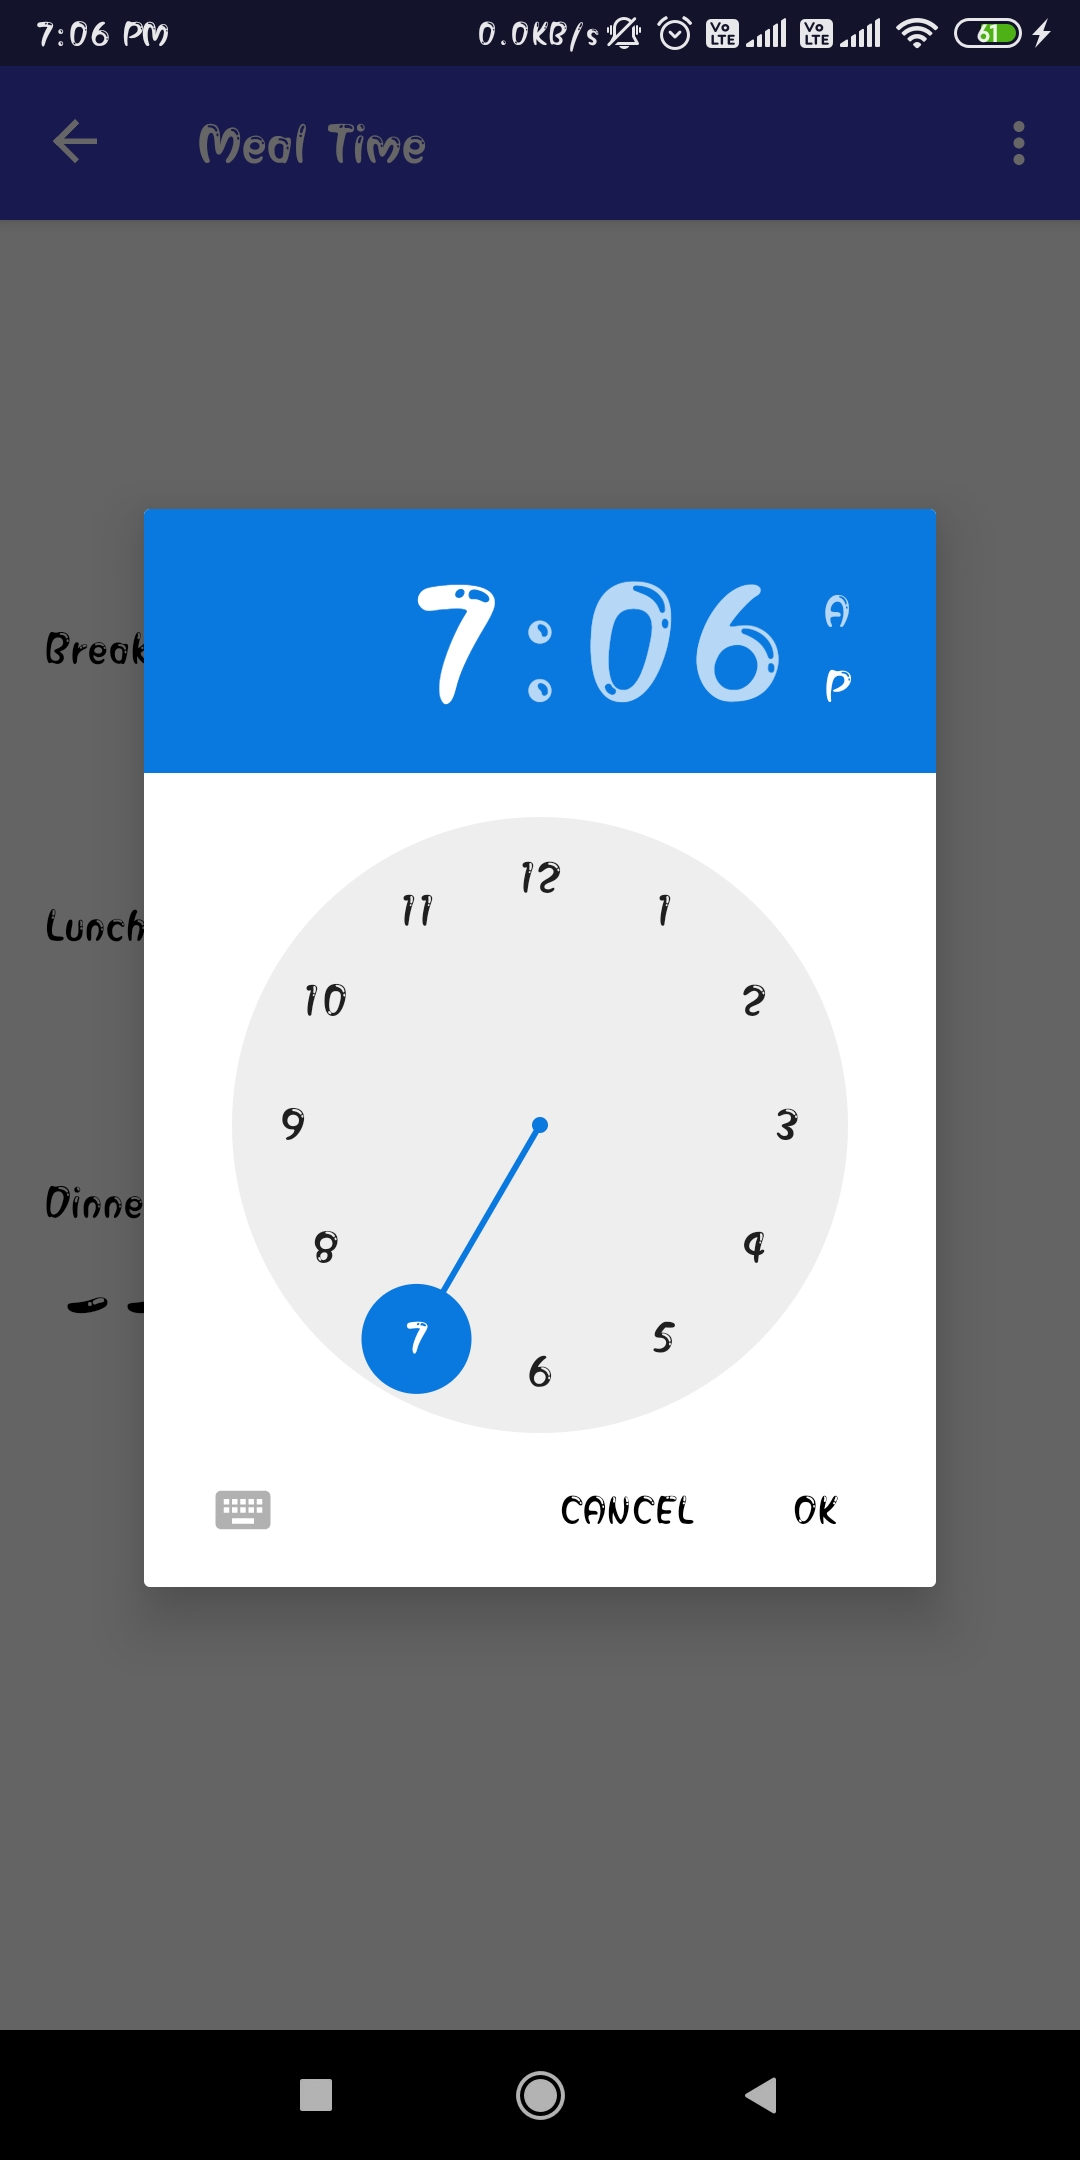 7:06 PM 0.0KB/s Vo LTE Vo LTE 61
Meal Time
Break
Lunch
Dinne
7:06
A
P
12
11 1
10 2
9 3
8 4
7 5
6
CANCEL OK